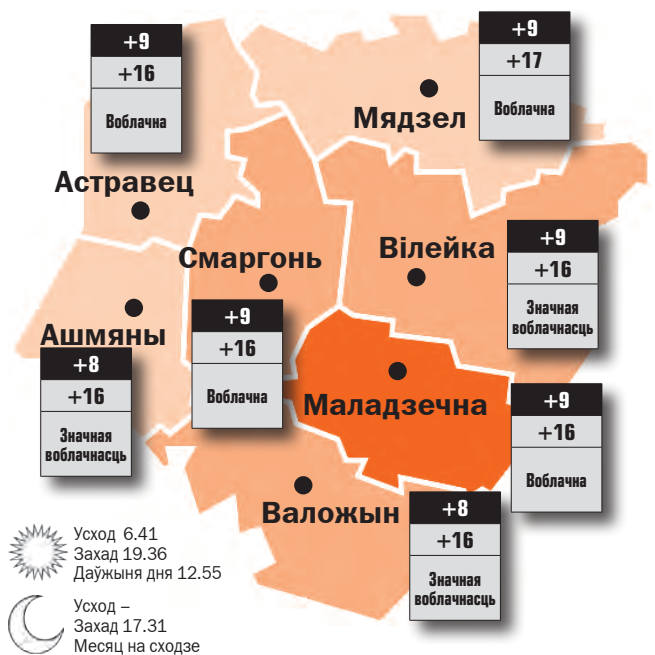 +9
+16
Воблачна
Астравец
+9
+17
Воблачна
Мядзел
Смаргонь
+9
+16
Воблачна
Вілейка
+9
+16
Значная
воблачнасць
Ашмяны
+8
+16
Значная
воблачнасць
Маладзечна
+9
+16
Воблачна
Валожын
+8
+16
Значная
воблачнасць
Усход 6.41
Захад 19.36
Даўжыня дня 12.55
Усход –
Захад 17.31
Месяц на сходзе